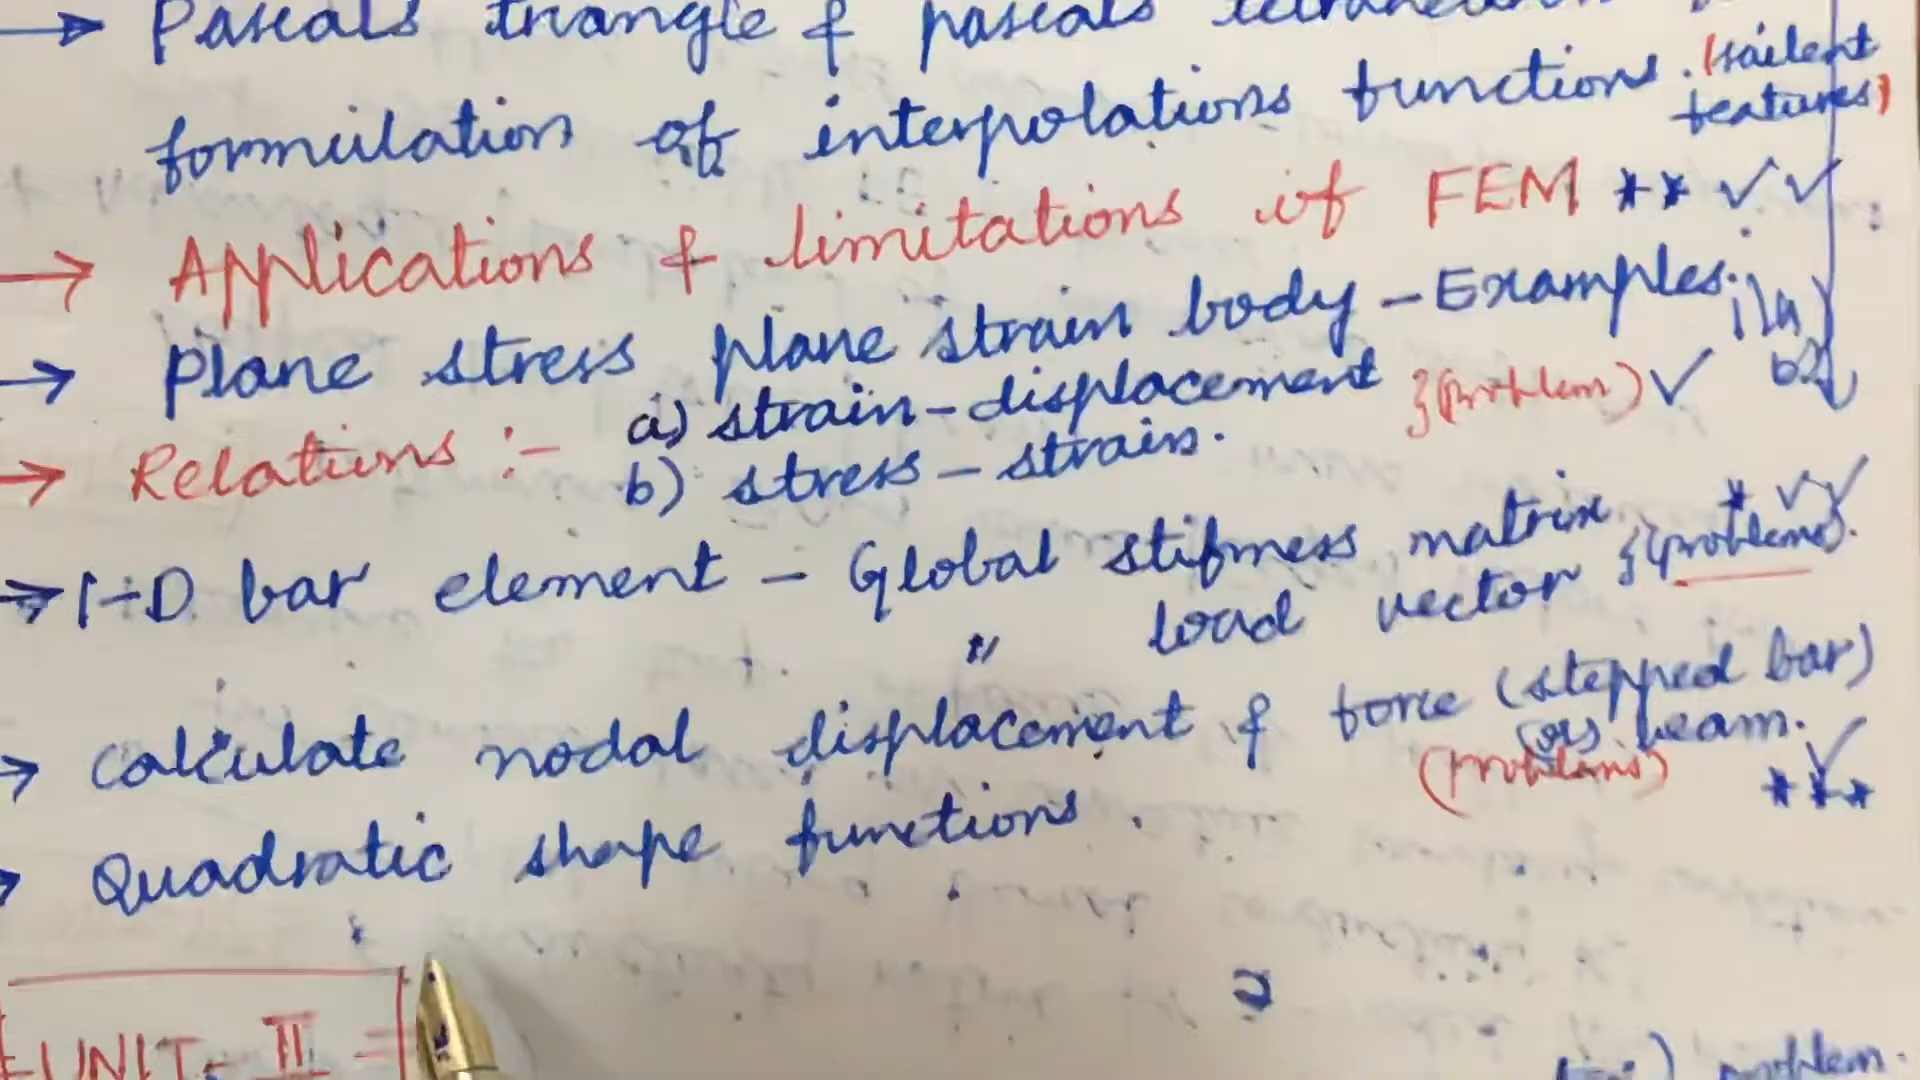 → Pascals triangle & pascals
formulation of interpolations functions. (sailent features)
→ Applications & limitations of FEM ** ✓✓
→ Plane stress plane strain body - Examples.
→ Relations :- a) strain-displacement } (problem) ✓
b) stress - strain.
→ 1-D bar element - Global stiffness matrix * ✓✓
" load vector } (problems).
→ calculate nodal displacement & force (stepped bar)
(or) beam. ✓
(problems) ***
→ Quadratic shape functions.
UNIT- II =
problem.